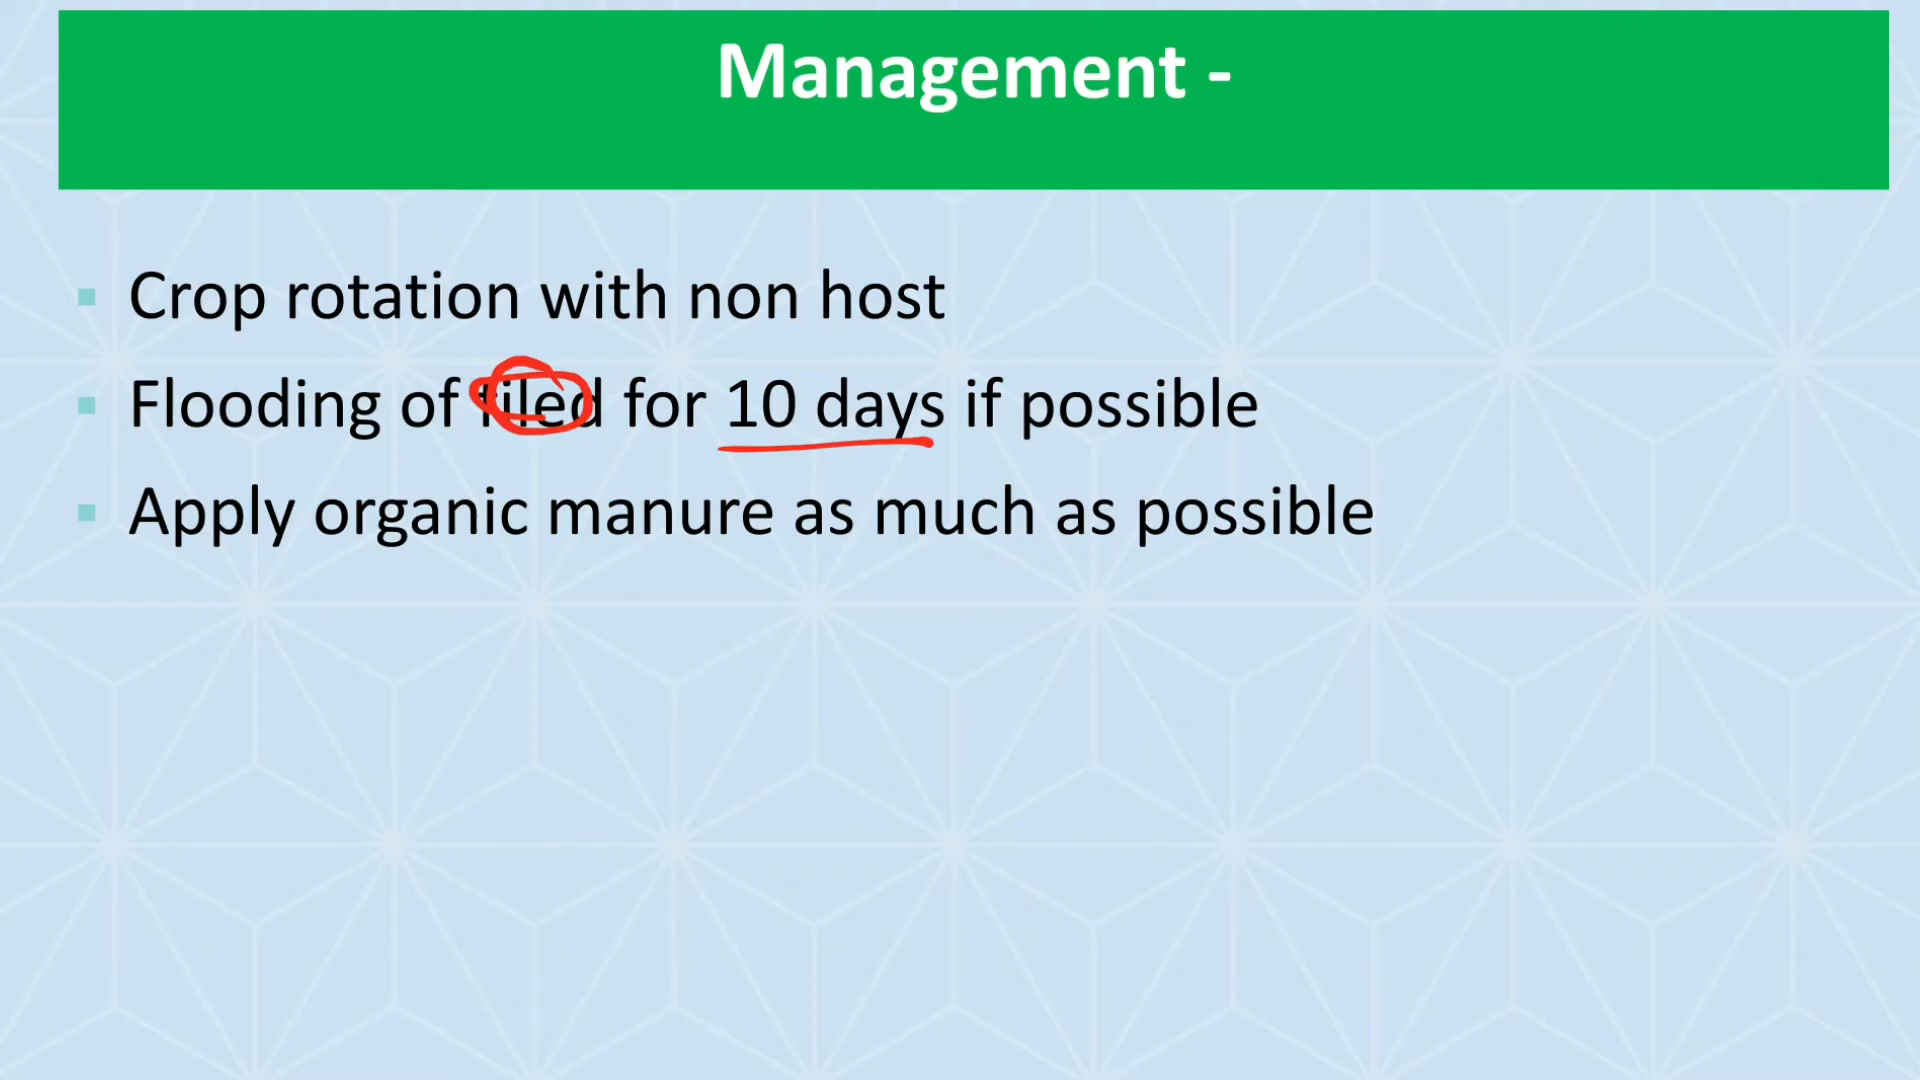 Management -
Crop rotation with non host
Flooding of filed for 10 days if possible
Apply organic manure as much as possible